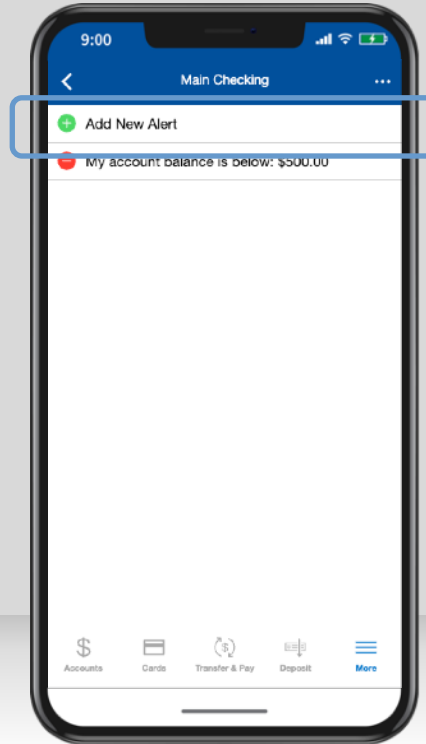 9:00
Main Checking
Add New Alert
My account balance is below: $500.00
Accounts
Cards
Transfer & Pay
Deposit
More